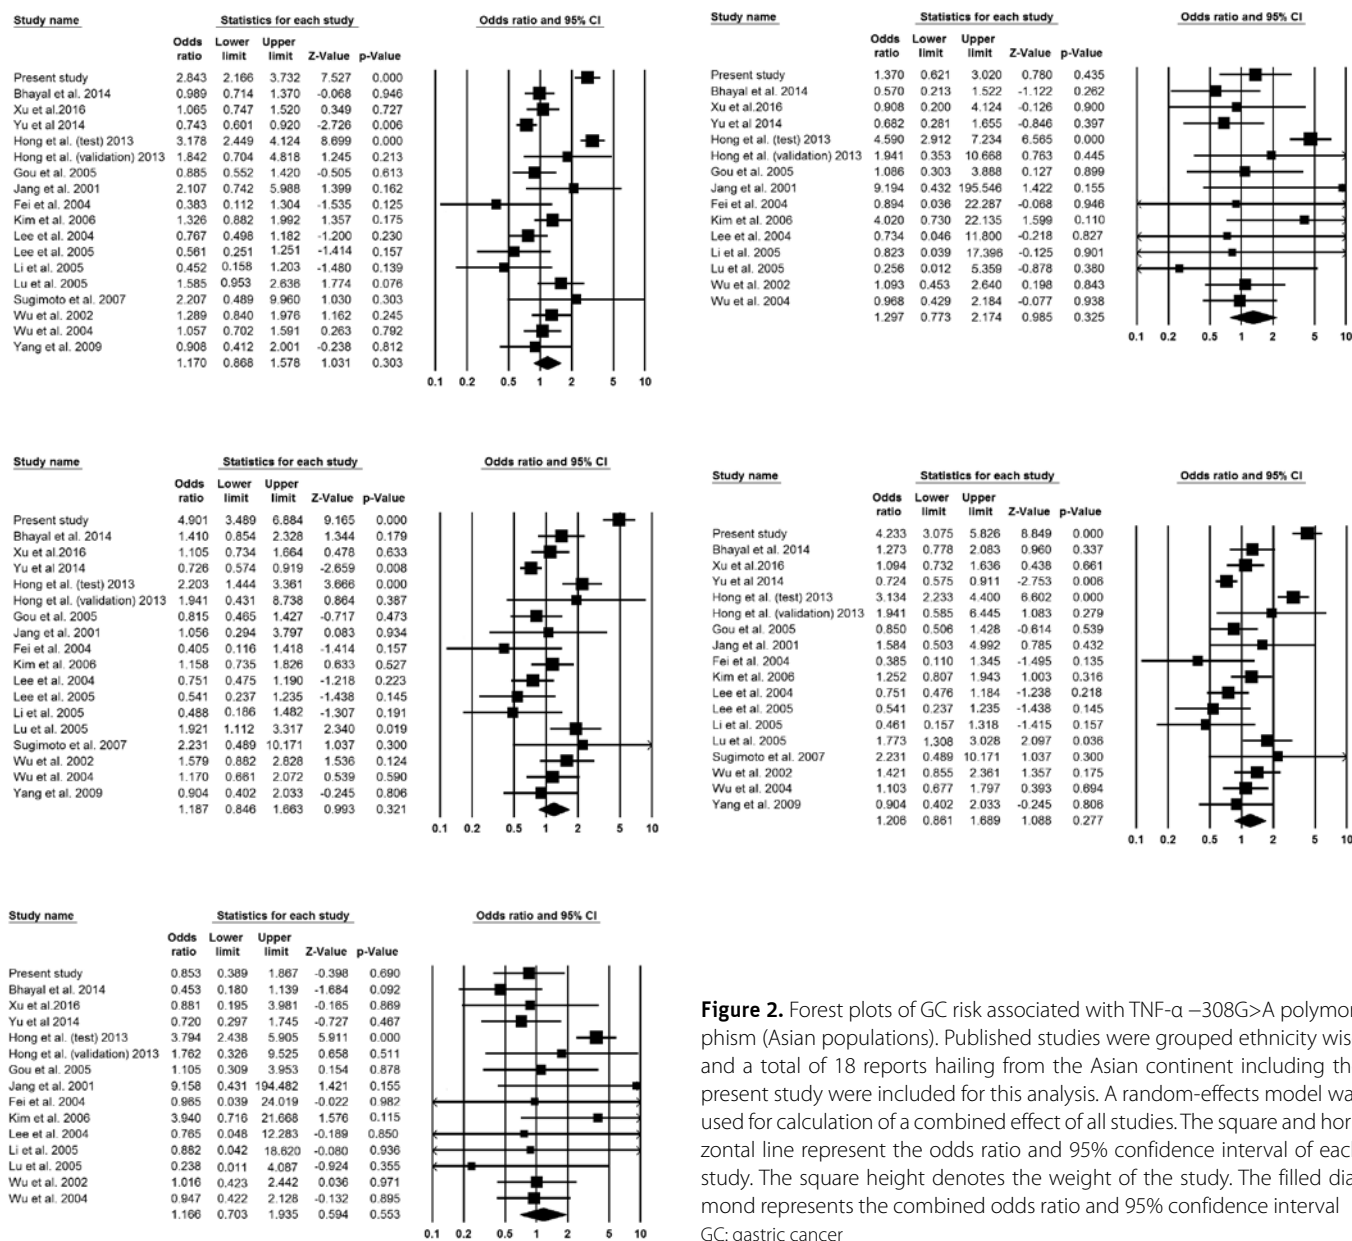 Study name Statistics for each study Odds ratio and 95% CI
Odds ratio Lower limit Upper limit Z-Value p-Value
Present study 2.843 2.166 3.732 7.527 0.000
Bhayal et al. 2014 0.989 0.714 1.370 -0.068 0.946
Xu et al.2016 1.065 0.747 1.520 0.349 0.727
Yu et al 2014 0.743 0.601 0.920 -2.726 0.006
Hong et al. (test) 2013 3.178 2.449 4.124 8.699 0.000
Hong et al. (validation) 2013 1.842 0.704 4.818 1.245 0.213
Gou et al. 2005 0.885 0.552 1.420 -0.505 0.613
Jang et al. 2001 2.107 0.742 5.988 1.399 0.162
Fei et al. 2004 0.383 0.112 1.304 -1.535 0.125
Kim et al. 2006 1.326 0.882 1.992 1.357 0.175
Lee et al. 2004 0.767 0.498 1.182 -1.200 0.230
Lee et al. 2005 0.561 0.251 1.251 -1.414 0.157
Li et al. 2005 0.452 0.158 1.203 -1.480 0.139
Lu et al. 2005 1.585 0.953 2.636 1.774 0.076
Sugimoto et al. 2007 2.207 0.489 9.960 1.030 0.303
Wu et al. 2002 1.289 0.840 1.976 1.162 0.245
Wu et al. 2004 1.057 0.702 1.591 0.263 0.792
Yang et al. 2009 0.908 0.412 2.001 -0.238 0.812
1.170 0.868 1.578 1.031 0.303
0.1 0.2 0.5 1 2 5 10
Study name Statistics for each study Odds ratio and 95% CI
Odds ratio Lower limit Upper limit Z-Value p-Value
Present study 1.370 0.621 3.020 0.780 0.435
Bhayal et al. 2014 0.570 0.213 1.522 -1.122 0.262
Xu et al.2016 0.908 0.200 4.124 -0.126 0.900
Yu et al 2014 0.682 0.281 1.655 -0.846 0.397
Hong et al. (test) 2013 4.590 2.912 7.234 6.565 0.000
Hong et al. (validation) 2013 1.941 0.353 10.668 0.763 0.445
Gou et al. 2005 1.086 0.303 3.888 0.127 0.899
Jang et al. 2001 9.194 0.432 195.546 1.422 0.155
Fei et al. 2004 0.894 0.036 22.287 -0.068 0.946
Kim et al. 2006 4.020 0.730 22.135 1.599 0.110
Lee et al. 2004 0.734 0.046 11.800 -0.218 0.827
Li et al. 2005 0.823 0.039 17.396 -0.125 0.901
Lu et al. 2005 0.256 0.012 5.359 -0.878 0.380
Wu et al. 2002 1.093 0.453 2.640 0.198 0.843
Wu et al. 2004 0.968 0.429 2.184 -0.077 0.938
1.297 0.773 2.174 0.985 0.325
0.1 0.2 0.5 1 2 5 10
Study name Statistics for each study Odds ratio and 95% CI
Odds ratio Lower limit Upper limit Z-Value p-Value
Present study 4.901 3.489 6.884 9.165 0.000
Bhayal et al. 2014 1.410 0.854 2.328 1.344 0.179
Xu et al.2016 1.105 0.734 1.664 0.478 0.633
Yu et al 2014 0.726 0.574 0.919 -2.659 0.008
Hong et al. (test) 2013 2.203 1.444 3.361 3.666 0.000
Hong et al. (validation) 2013 1.941 0.431 8.738 0.864 0.387
Gou et al. 2005 0.815 0.465 1.427 -0.717 0.473
Jang et al. 2001 1.056 0.294 3.797 0.083 0.934
Fei et al. 2004 0.405 0.116 1.418 -1.414 0.157
Kim et al. 2006 1.158 0.735 1.826 0.633 0.527
Lee et al. 2004 0.751 0.475 1.190 -1.218 0.223
Lee et al. 2005 0.541 0.237 1.235 -1.438 0.145
Li et al. 2005 0.488 0.186 1.482 -1.307 0.191
Lu et al. 2005 1.921 1.112 3.317 2.340 0.019
Sugimoto et al. 2007 2.231 0.489 10.171 1.037 0.300
Wu et al. 2002 1.579 0.882 2.828 1.536 0.124
Wu et al. 2004 1.170 0.661 2.072 0.539 0.590
Yang et al. 2009 0.904 0.402 2.033 -0.245 0.806
1.187 0.846 1.663 0.993 0.321
0.1 0.2 0.5 1 2 5 10
Study name Statistics for each study Odds ratio and 95% CI
Odds ratio Lower limit Upper limit Z-Value p-Value
Present study 4.233 3.075 5.826 8.849 0.000
Bhayal et al. 2014 1.273 0.778 2.083 0.960 0.337
Xu et al.2016 1.094 0.732 1.636 0.438 0.661
Yu et al 2014 0.724 0.575 0.911 -2.753 0.006
Hong et al. (test) 2013 3.134 2.233 4.400 6.602 0.000
Hong et al. (validation) 2013 1.941 0.585 6.445 1.083 0.279
Gou et al. 2005 0.850 0.506 1.428 -0.614 0.539
Jang et al. 2001 1.584 0.503 4.992 0.785 0.432
Fei et al. 2004 0.385 0.110 1.345 -1.495 0.135
Kim et al. 2006 1.252 0.807 1.943 1.003 0.316
Lee et al. 2004 0.751 0.476 1.184 -1.238 0.218
Lee et al. 2005 0.541 0.237 1.235 -1.438 0.145
Li et al. 2005 0.461 0.157 1.318 -1.415 0.157
Lu et al. 2005 1.773 1.308 3.028 2.097 0.036
Sugimoto et al. 2007 2.231 0.489 10.171 1.037 0.300
Wu et al. 2002 1.421 0.855 2.361 1.357 0.175
Wu et al. 2004 1.103 0.677 1.797 0.393 0.694
Yang et al. 2009 0.904 0.402 2.033 -0.245 0.806
1.206 0.861 1.689 1.088 0.277
0.1 0.2 0.5 1 2 5 10
Study name Statistics for each study Odds ratio and 95% CI
Odds ratio Lower limit Upper limit Z-Value p-Value
Present study 0.853 0.389 1.867 -0.398 0.690
Bhayal et al. 2014 0.453 0.180 1.139 -1.684 0.092
Xu et al.2016 0.881 0.195 3.981 -0.165 0.869
Yu et al 2014 0.720 0.297 1.745 -0.727 0.467
Hong et al. (test) 2013 3.794 2.438 5.905 5.911 0.000
Hong et al. (validation) 2013 1.762 0.326 9.525 0.658 0.511
Gou et al. 2005 1.105 0.309 3.953 0.154 0.878
Jang et al. 2001 9.158 0.431 194.482 1.421 0.155
Fei et al. 2004 0.965 0.039 24.019 -0.022 0.982
Kim et al. 2006 3.940 0.716 21.668 1.576 0.115
Lee et al. 2004 0.765 0.048 12.283 -0.189 0.850
Li et al. 2005 0.882 0.042 18.620 -0.080 0.936
Lu et al. 2005 0.238 0.011 4.087 -0.924 0.355
Wu et al. 2002 1.016 0.423 2.442 0.036 0.971
Wu et al. 2004 0.947 0.422 2.128 -0.132 0.895
1.166 0.703 1.935 0.594 0.553
0.1 0.2 0.5 1 2 5 10
Figure 2. Forest plots of GC risk associated with TNF-α −308G>A polymor
phism (Asian populations). Published studies were grouped ethnicity wis
and a total of 18 reports hailing from the Asian continent including th
present study were included for this analysis. A random-effects model wa
used for calculation of a combined effect of all studies. The square and hor
zontal line represent the odds ratio and 95% confidence interval of eac
study. The square height denotes the weight of the study. The filled dia
mond represents the combined odds ratio and 95% confidence interval
GC: gastric cancer